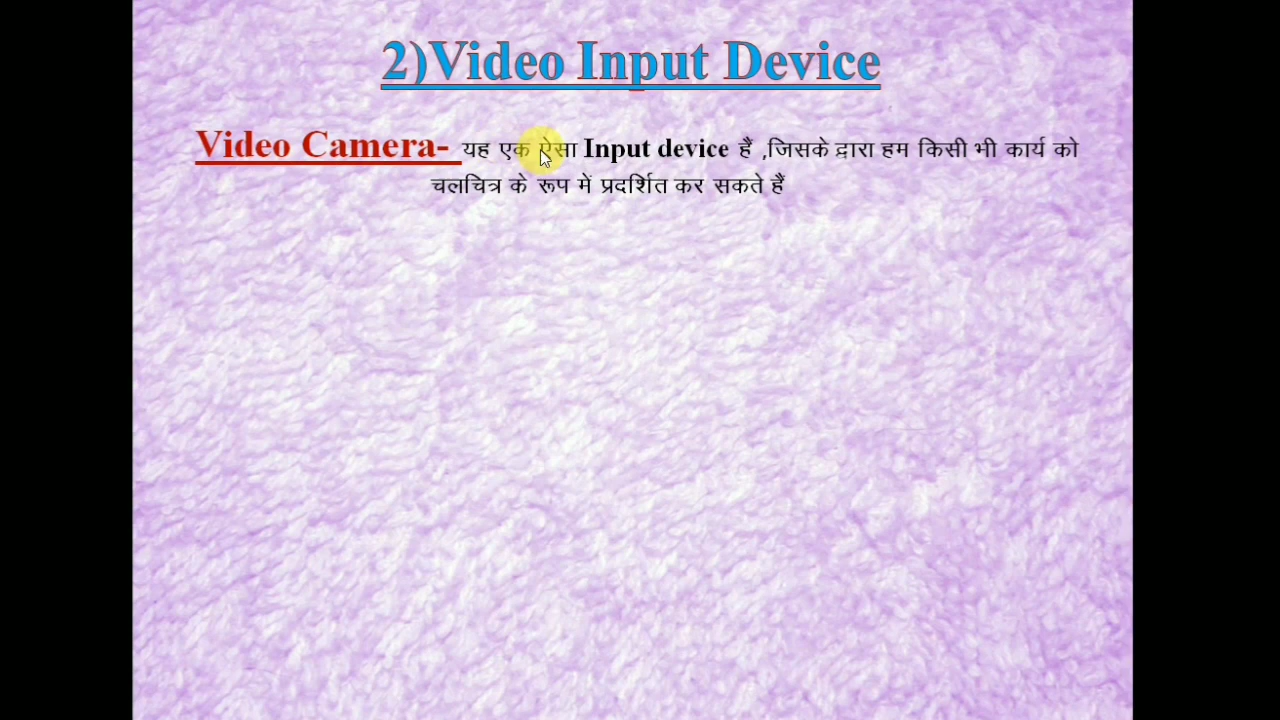 2)Video Input Device
Video Camera- यह एक ऐसा Input device हैं ,जिसके द्वारा हम किसी भी कार्य को
चलचित्र के रूप में प्रदर्शित कर सकते हैं